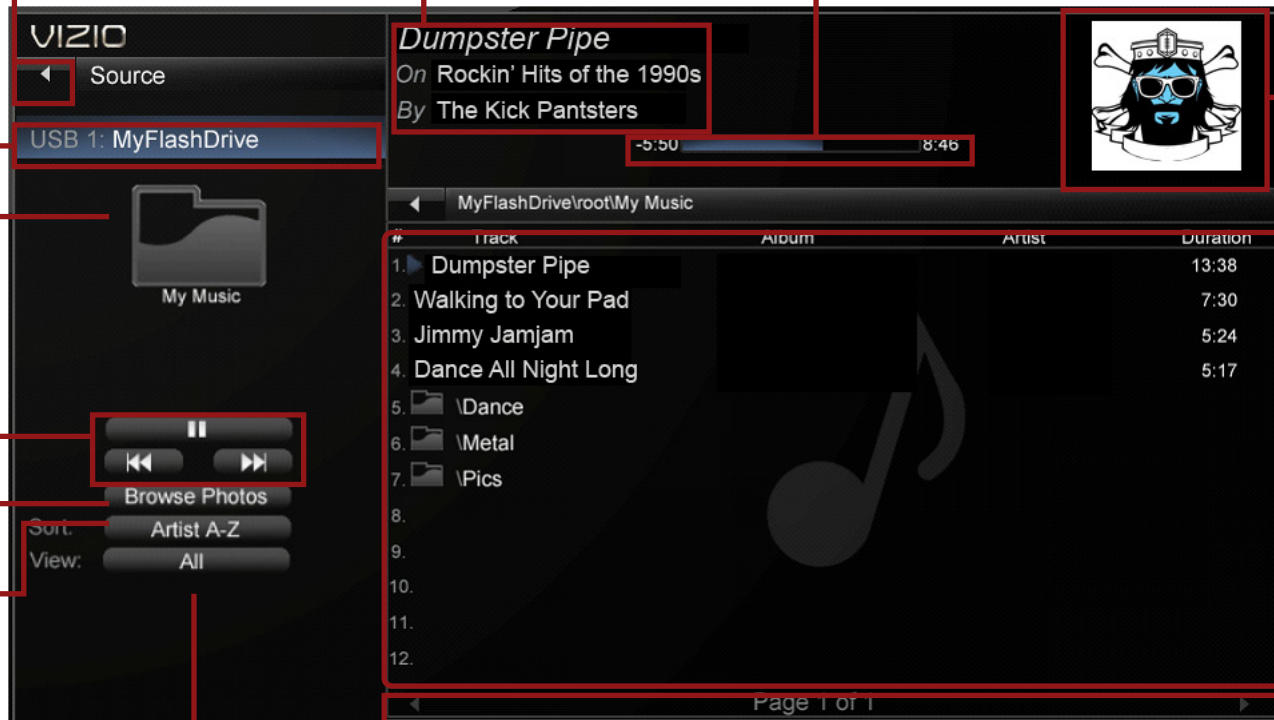 VIZIO
Source
USB 1: MyFlashDrive
My Music
Browse Photos
Sort: Artist A-Z
View: All
Dumpster Pipe
On Rockin' Hits of the 1990s
By The Kick Pantsters
-5:50 8:46
MyFlashDrive\root\My Music
# Track Album Artist Duration
1. Dumpster Pipe 13:38
2. Walking to Your Pad 7:30
3. Jimmy Jamjam 5:24
4. Dance All Night Long 5:17
5. \Dance
6. \Metal
7. \Pics
8.
9.
10.
11.
12.
Page 1 of 1